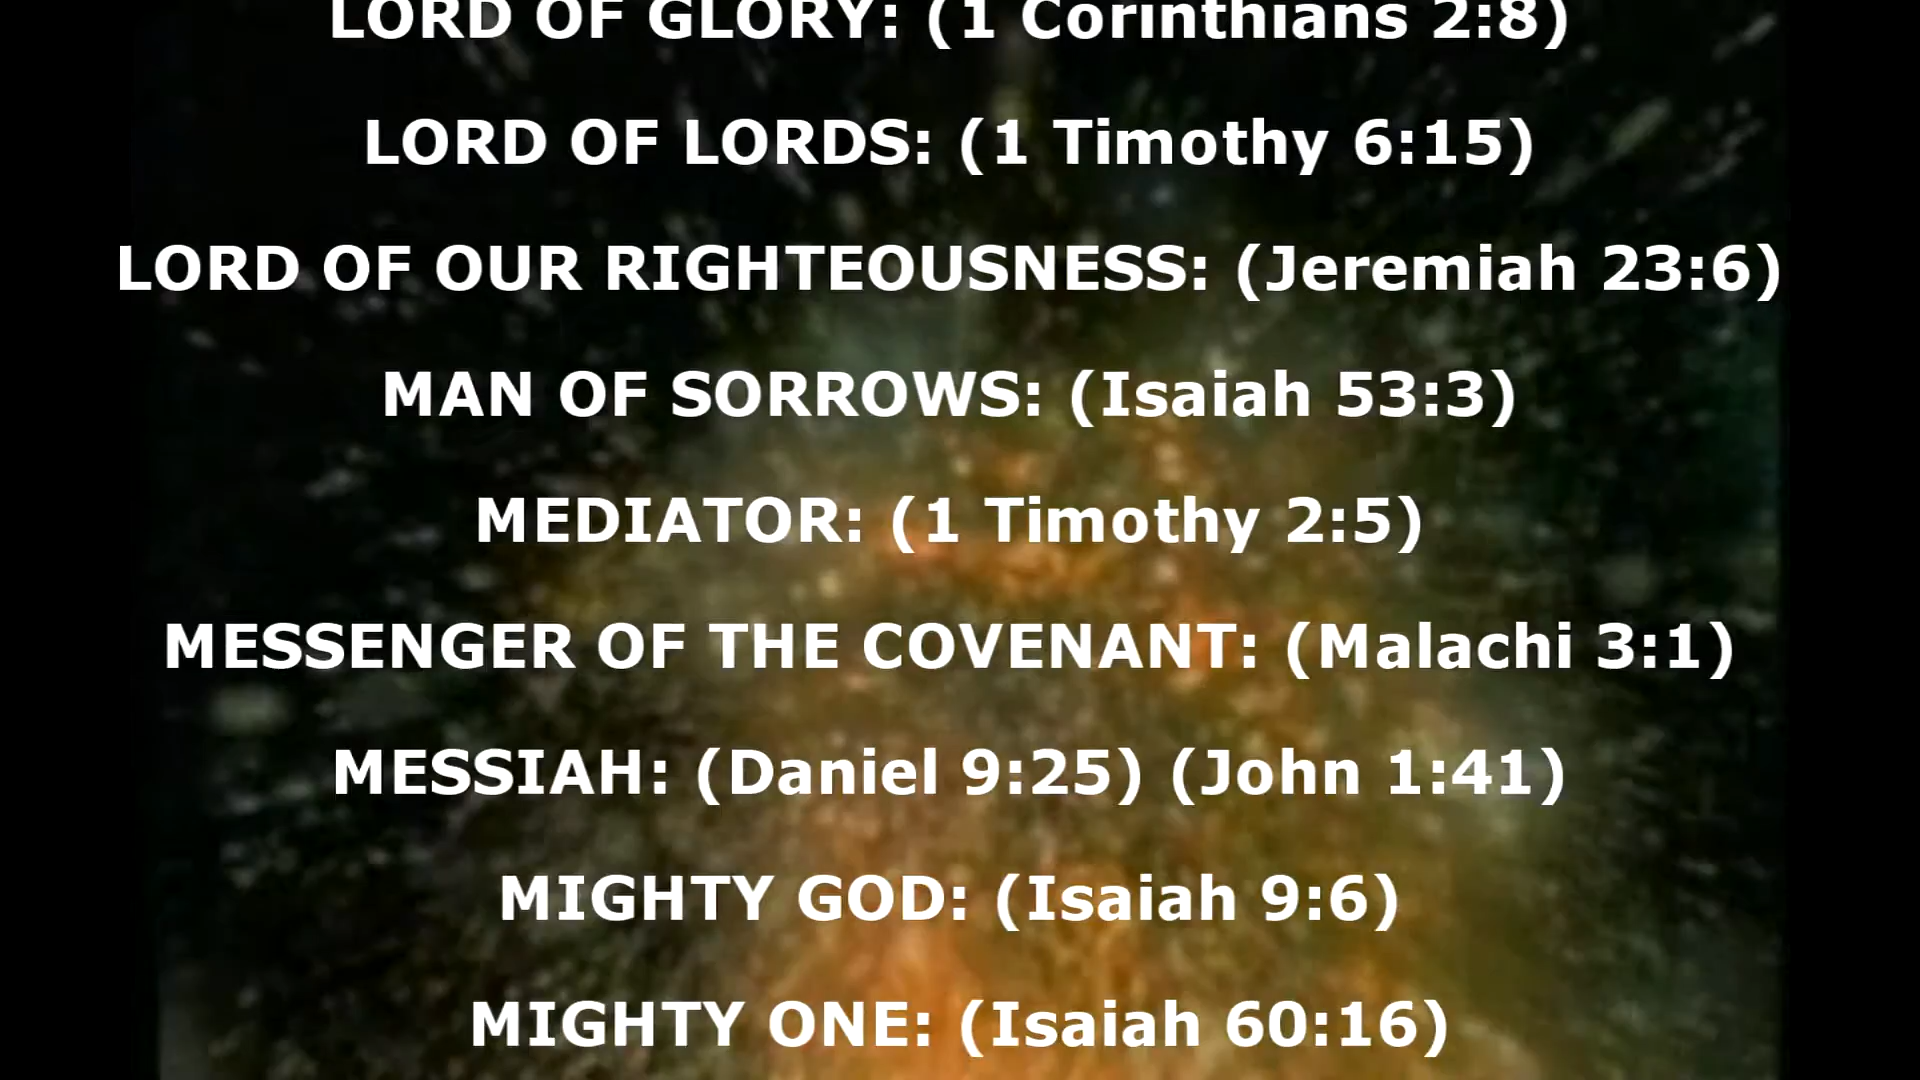 LORD OF GLORY: (1 Corinthians 2:8)
LORD OF LORDS: (1 Timothy 6:15)
LORD OF OUR RIGHTEOUSNESS: (Jeremiah 23:6)
MAN OF SORROWS: (Isaiah 53:3)
MEDIATOR: (1 Timothy 2:5)
MESSENGER OF THE COVENANT: (Malachi 3:1)
MESSIAH: (Daniel 9:25) (John 1:41)
MIGHTY GOD: (Isaiah 9:6)
MIGHTY ONE: (Isaiah 60:16)